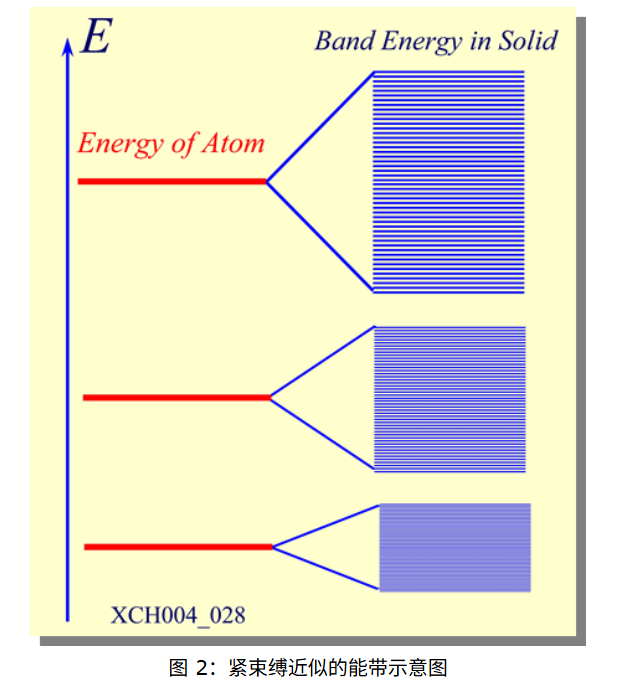 E
Band Energy in Solid
Energy of Atom
XCH004_028
图 2：紧束缚近似的能带示意图